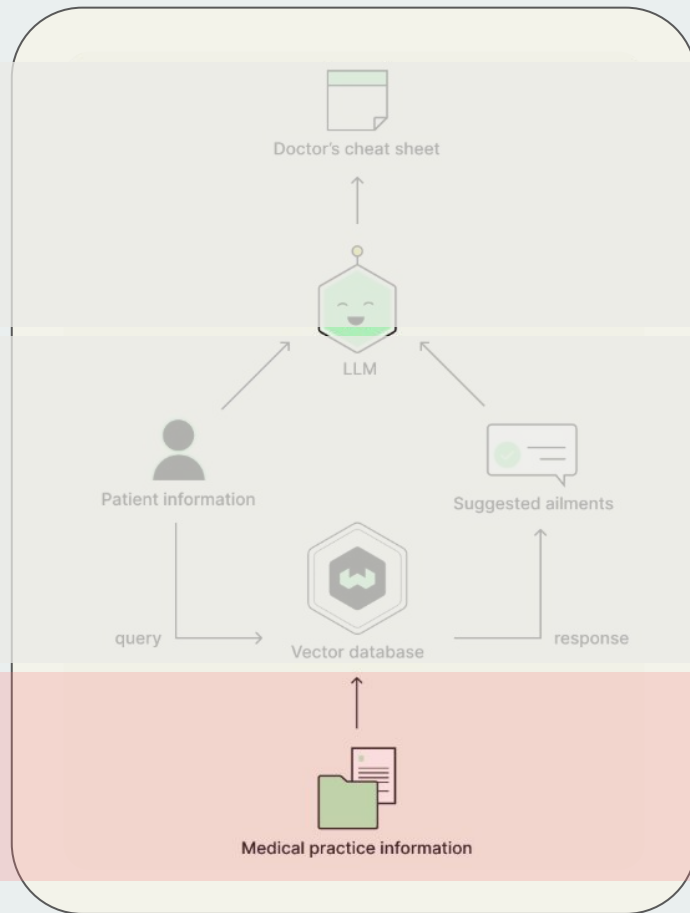 Doctor's cheat sheet
LLM
Patient information
Suggested ailments
query
Vector database
response
Medical practice information